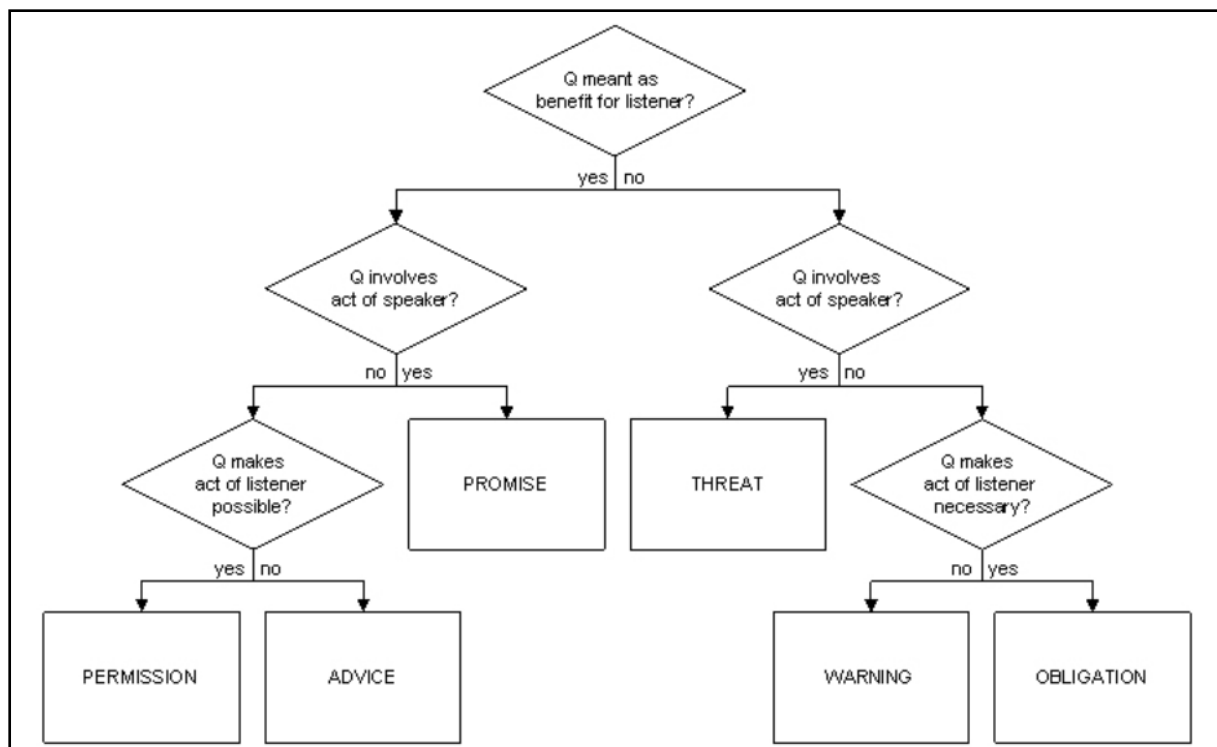 Q meant as
benefit for listener?
yes no
Q involves
act of speaker?
Q involves
act of speaker?
no yes
yes no
Q makes
act of listener
possible?
PROMISE
THREAT
Q makes
act of listener
necessary?
yes no
no yes
PERMISSION
ADVICE
WARNING
OBLIGATION